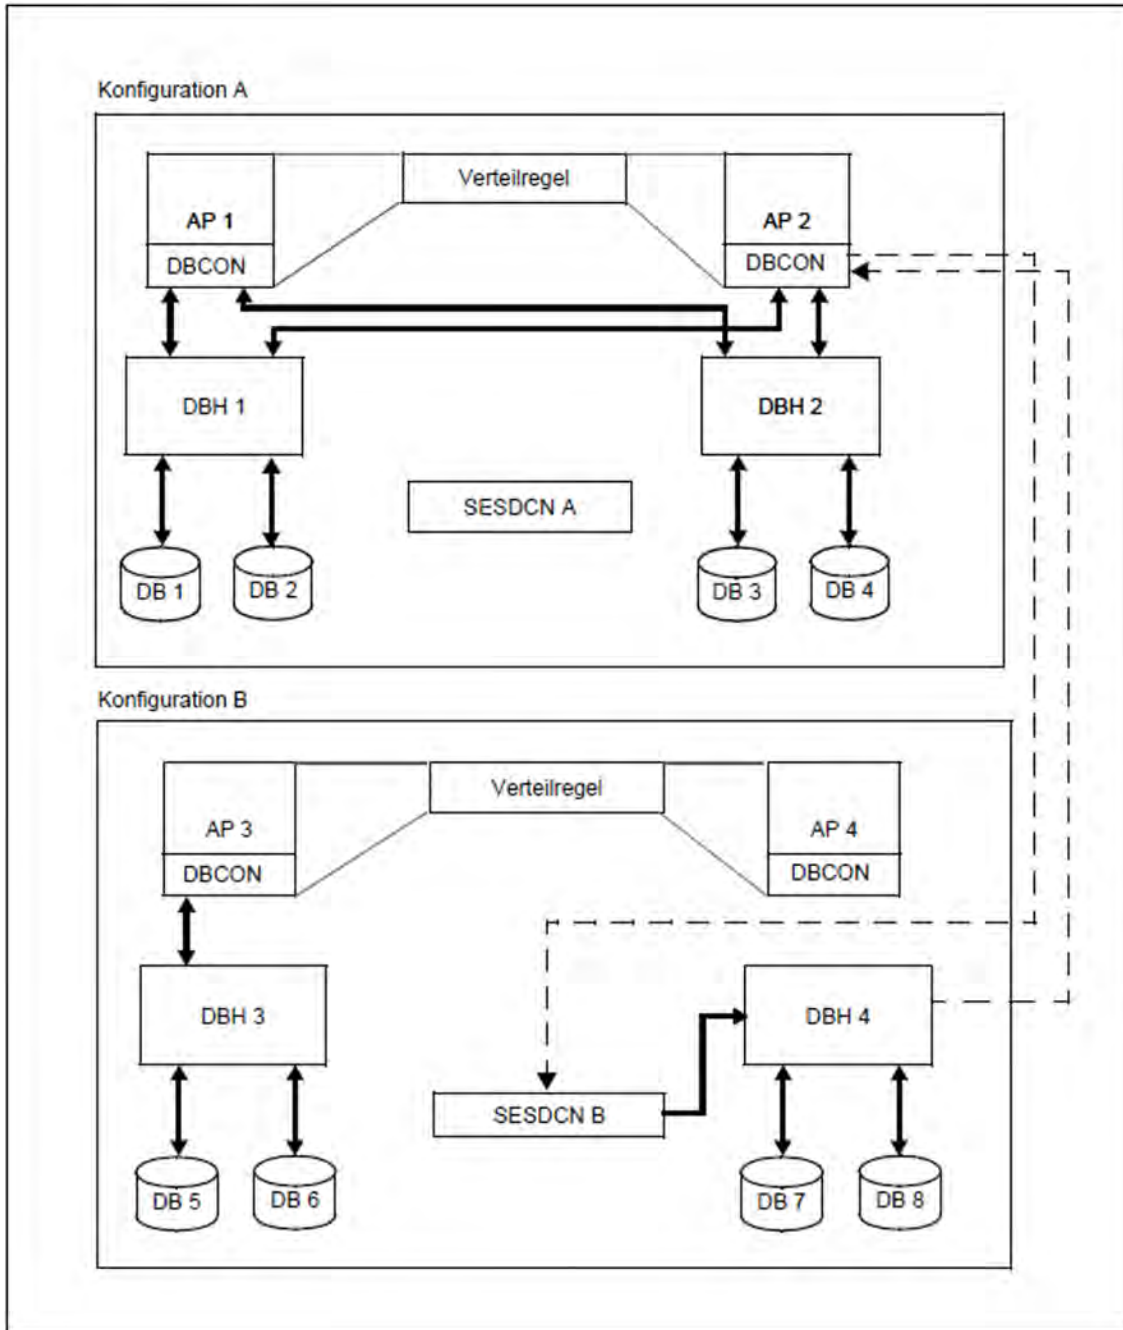 Konfiguration A
Verteilregel
AP 1
AP 2
DBCON
DBCON
DBH 1
DBH 2
SESDCN A
DB 1
DB 2
DB 3
DB 4
Konfiguration B
Verteilregel
AP 3
AP 4
DBCON
DBCON
DBH 3
DBH 4
SESDCN B
DB 5
DB 6
DB 7
DB 8